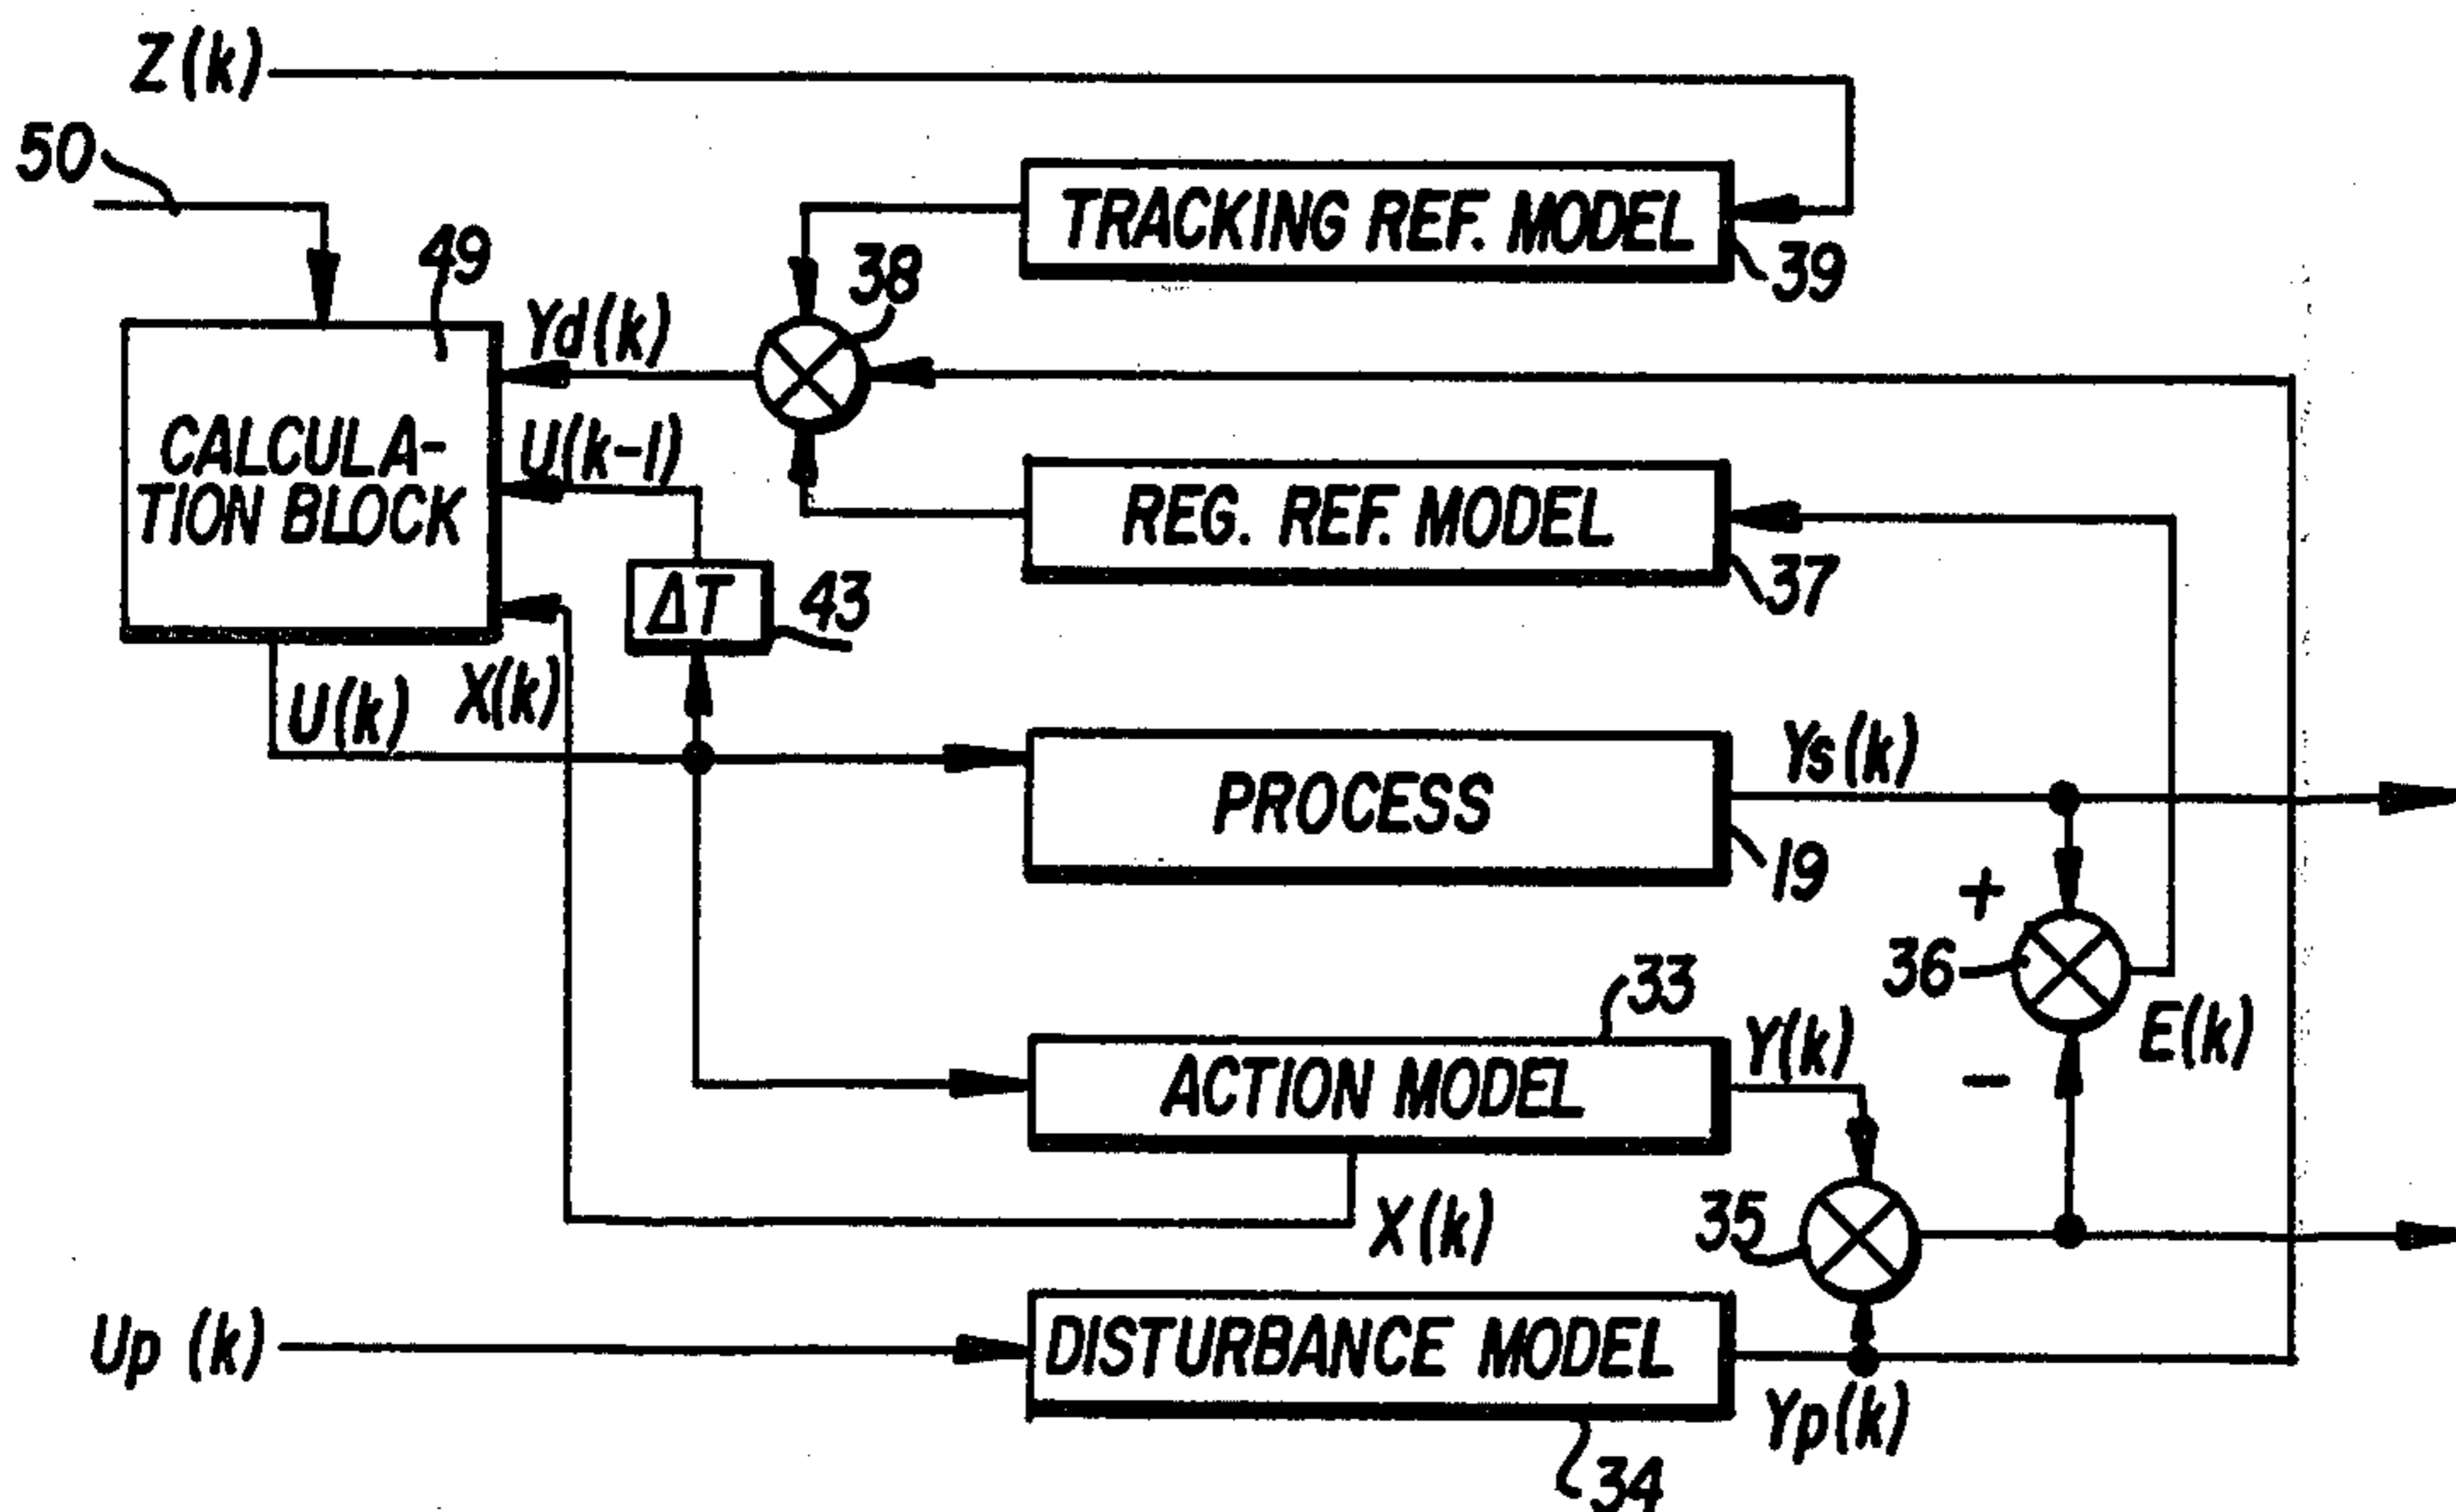 Z(k)
50
TRACKING REF. MODEL
39
49
38
Yd(k)
CALCULA-
TION BLOCK
U(k-1)
REG. REF. MODEL
37
ΔT
43
U(k)
X(k)
PROCESS
Ys(k)
19
+
36
-
E(k)
33
ACTION MODEL
Y(k)
X(k)
35
Up (k)
DISTURBANCE MODEL
Yp(k)
34